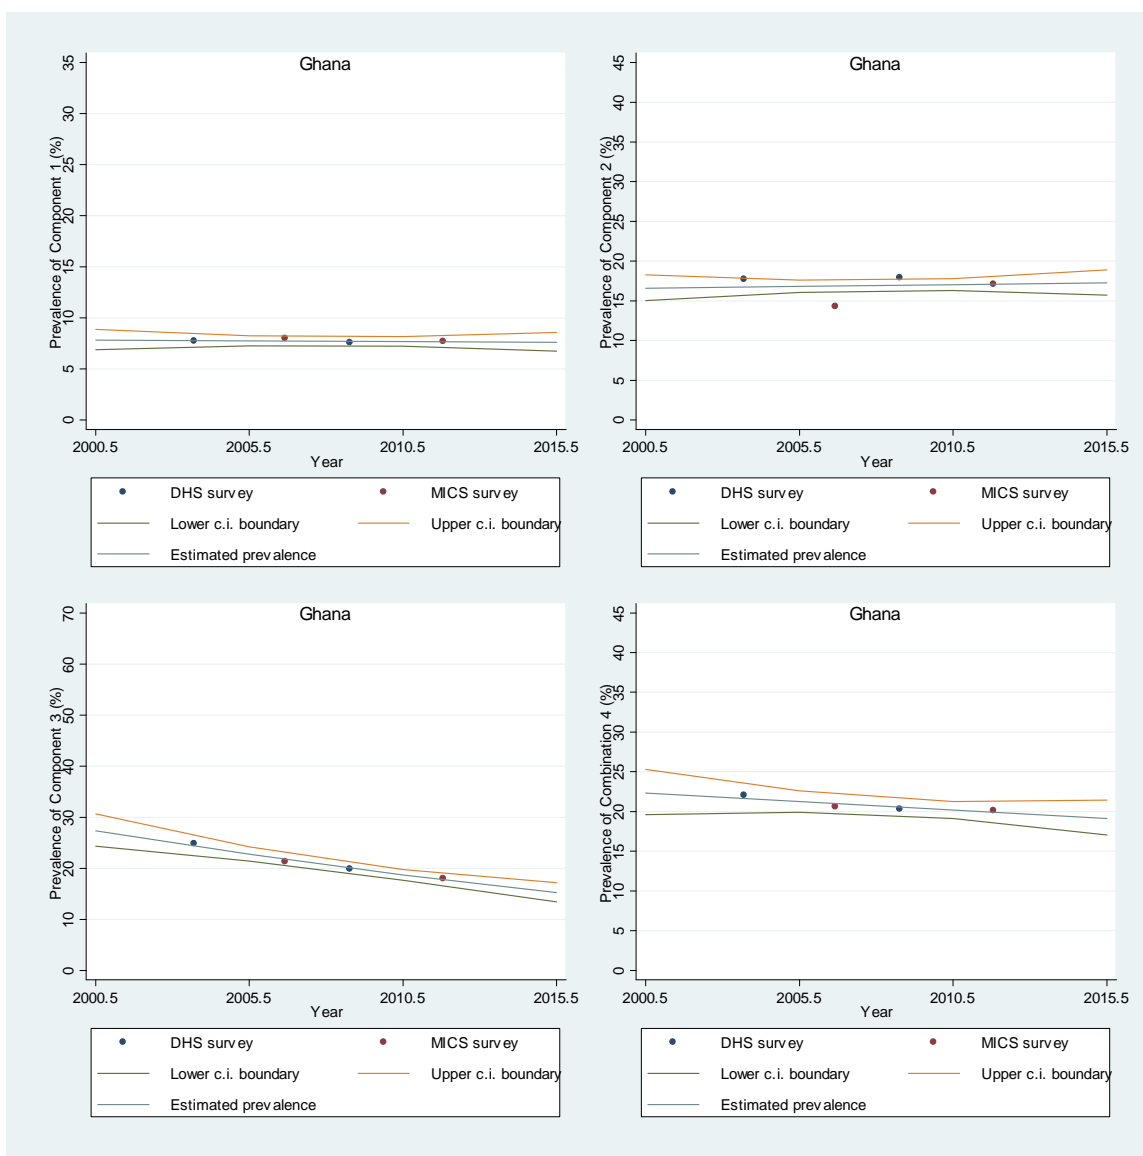 Ghana
Prevalence of Component 1 (%)
35
30
25
20
15
10
5
0
2000.5 2005.5 2010.5 2015.5
Year
DHS survey MICS survey
Lower c.i. boundary Upper c.i. boundary
Estimated prevalence
Ghana
Prevalence of Component 2 (%)
45
40
35
30
25
20
15
10
5
0
2000.5 2005.5 2010.5 2015.5
Year
DHS survey MICS survey
Lower c.i. boundary Upper c.i. boundary
Estimated prevalence
Ghana
Prevalence of Component 3 (%)
70
60
50
40
30
20
10
0
2000.5 2005.5 2010.5 2015.5
Year
DHS survey MICS survey
Lower c.i. boundary Upper c.i. boundary
Estimated prevalence
Ghana
Prevalence of Combination 4 (%)
45
40
35
30
25
20
15
10
5
0
2000.5 2005.5 2010.5 2015.5
Year
DHS survey MICS survey
Lower c.i. boundary Upper c.i. boundary
Estimated prevalence